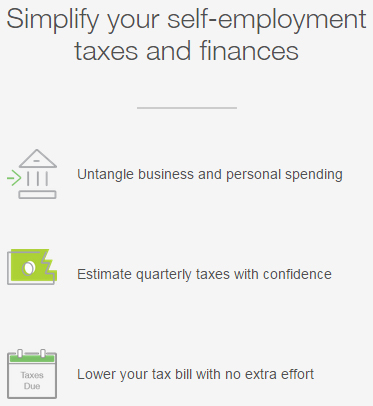 Simplify your self-employment
taxes and finances
Untangle business and personal spending
Estimate quarterly taxes with confidence
Taxes
Due
Lower your tax bill with no extra effort